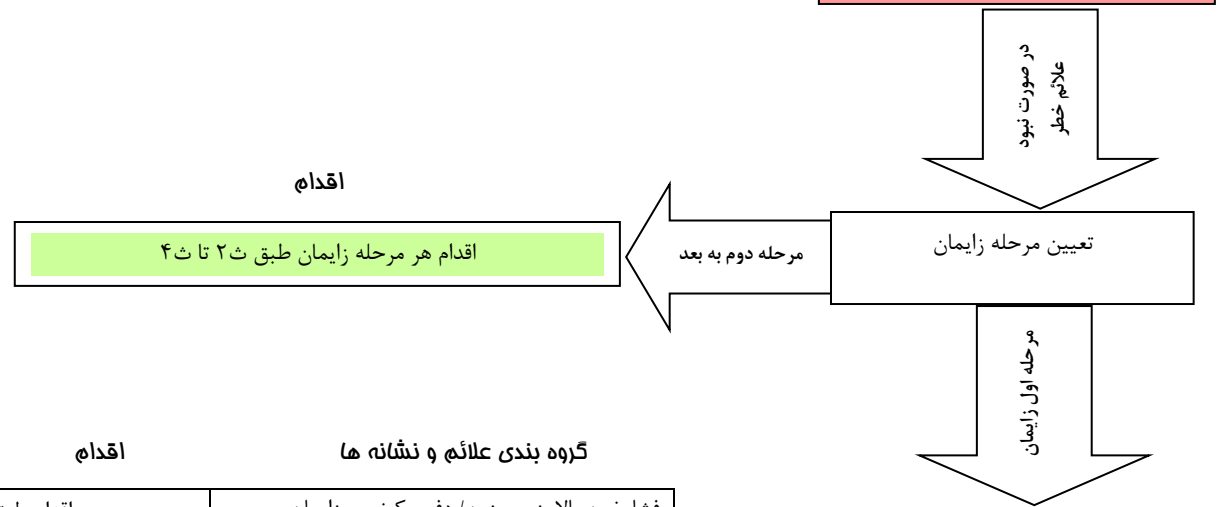 در صورت نبود
علائم خطر
اقدام
تعیین مرحله زایمان
مرحله دوم به بعد
اقدام هر مرحله زایمان طبق ث۲ تا ث۴
مرحله اول زایمان
گروه بندی علائم و نشانه ها
اقدام